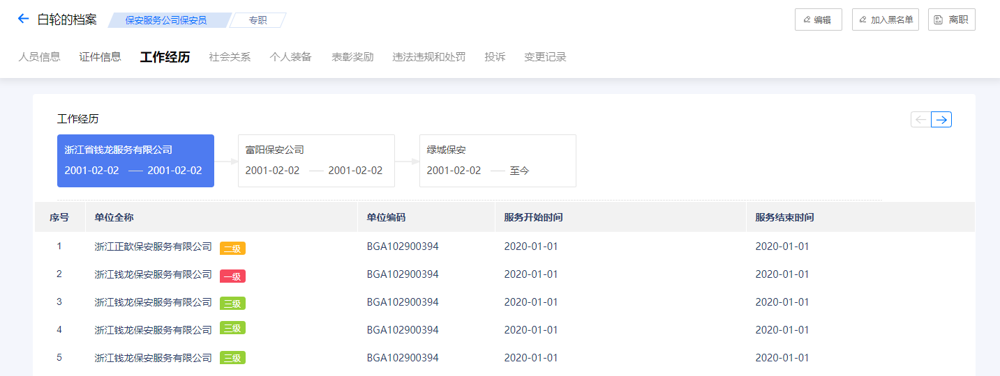 白轮的档案 保安服务公司保安员 专职 编辑 加入黑名单 离职
人员信息 证件信息 工作经历 社会关系 个人装备 表彰奖励 违法违规和处罚 投诉 变更记录
工作经历
浙江省钱龙服务有限公司 富阳保安公司 绿城保安
2001-02-02 — 2001-02-02 2001-02-02 — 2001-02-02 2001-02-02 — 至今
序号 单位全称 单位编码 服务开始时间 服务结束时间
1 浙江正歆保安服务有限公司 二级 BGA102900394 2020-01-01 2020-01-01
2 浙江钱龙保安服务有限公司 一级 BGA102900394 2020-01-01 2020-01-01
3 浙江钱龙保安服务有限公司 三级 BGA102900394 2020-01-01 2020-01-01
4 浙江钱龙保安服务有限公司 三级 BGA102900394 2020-01-01 2020-01-01
5 浙江钱龙保安服务有限公司 三级 BGA102900394 2020-01-01 2020-01-01